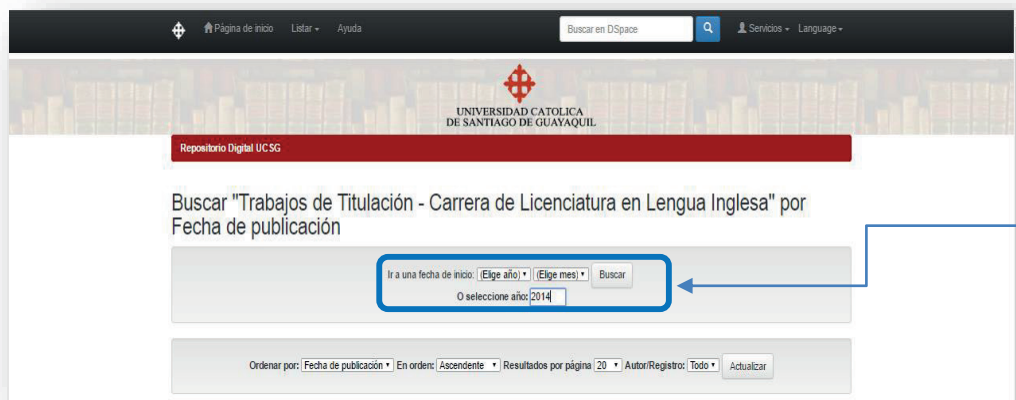 Página de inicio Listar Ayuda Buscar en DSpace Servicios Language
UNIVERSIDAD CATOLICA
DE SANTIAGO DE GUAYAQUIL
Repositorio Digital UCSG
Buscar "Trabajos de Titulación - Carrera de Licenciatura en Lengua Inglesa" por
Fecha de publicación
Ir a una fecha de inicio: (Elige año) (Elige mes) Buscar
O seleccione año: 2014
Ordenar por: Fecha de publicación En orden: Ascendente Resultados por página 20 Autor/Registro: Todo Actualizar